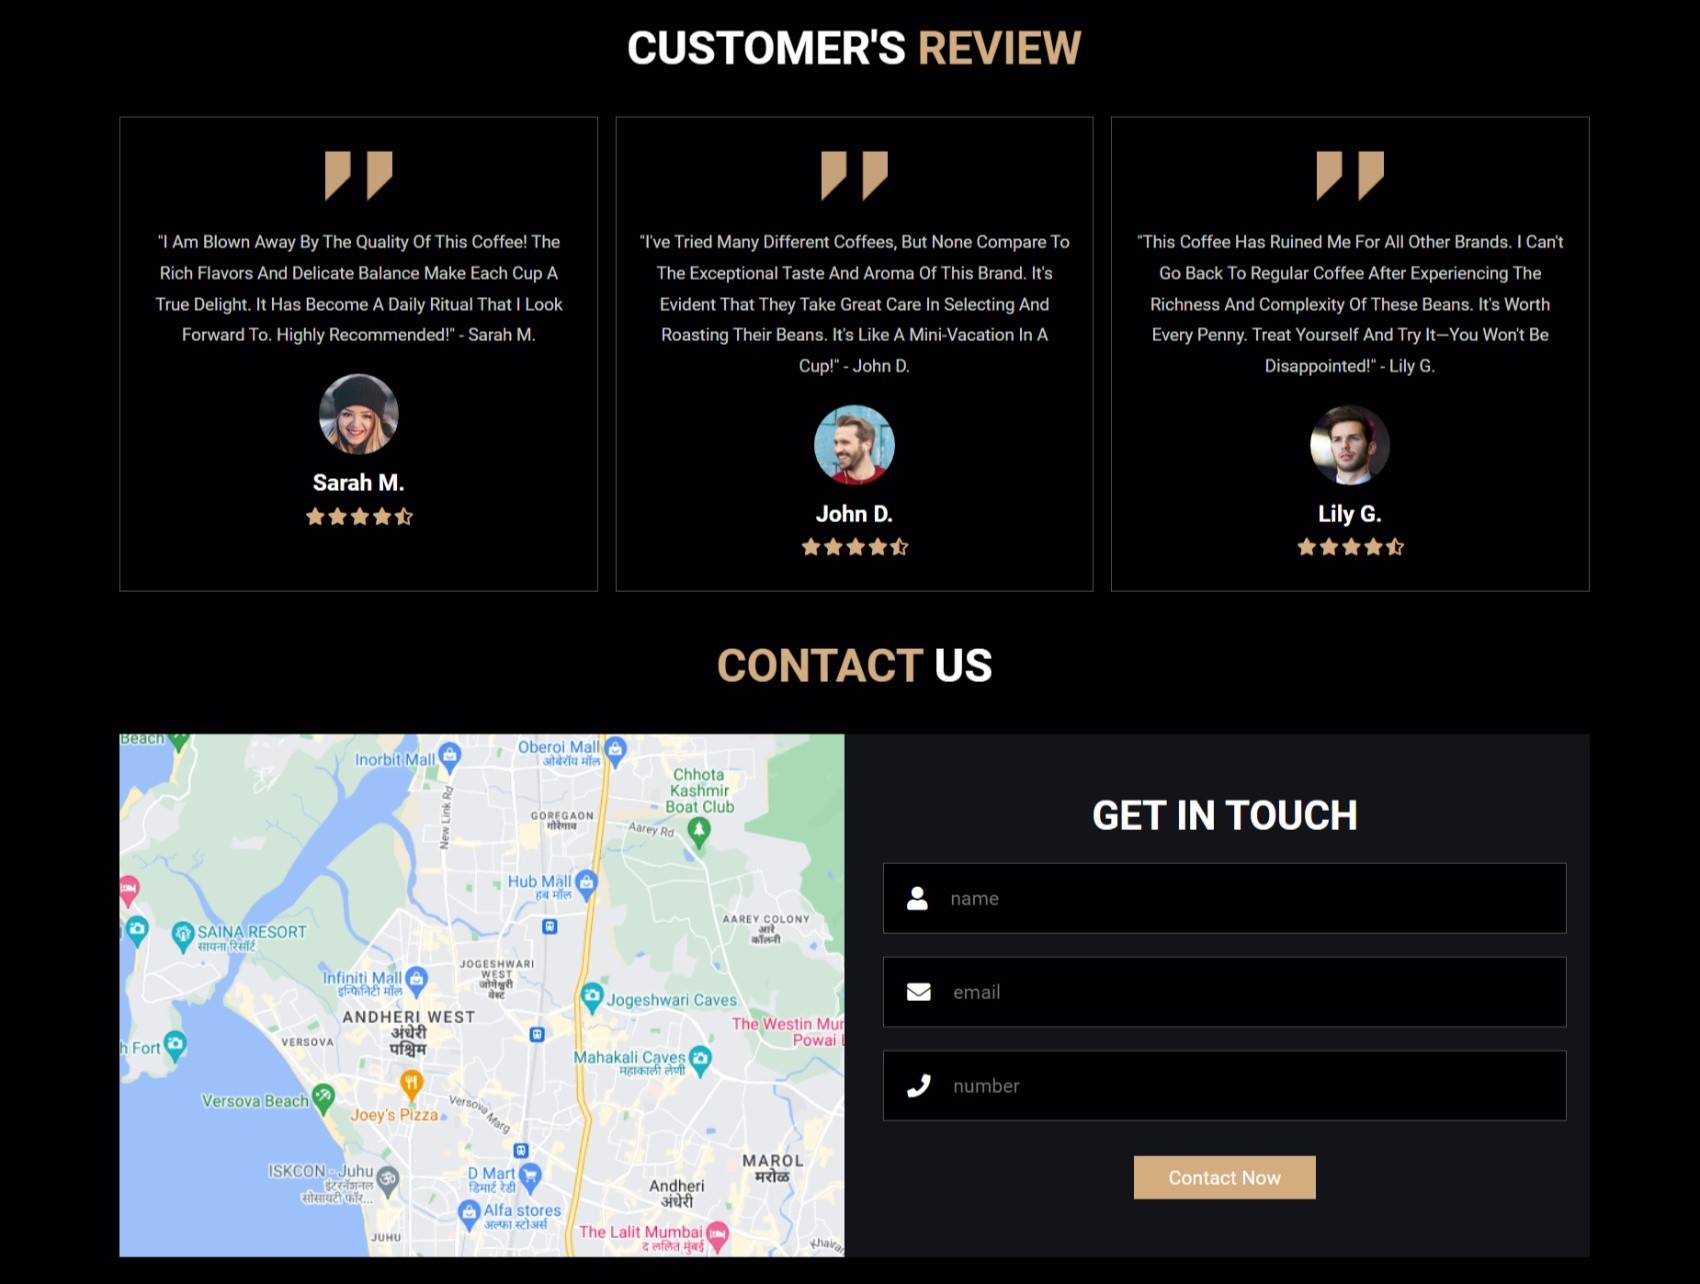 CUSTOMER'S REVIEW
"I Am Blown Away By The Quality Of This Coffee! The
Rich Flavors And Delicate Balance Make Each Cup A
True Delight. It Has Become A Daily Ritual That I Look
Forward To. Highly Recommended!" - Sarah M.
Sarah M.
"I've Tried Many Different Coffees, But None Compare To
The Exceptional Taste And Aroma Of This Brand. It's
Evident That They Take Great Care In Selecting And
Roasting Their Beans. It's Like A Mini-Vacation In A
Cup!" - John D.
John D.
"This Coffee Has Ruined Me For All Other Brands. I Can't
Go Back To Regular Coffee After Experiencing The
Richness And Complexity Of These Beans. It's Worth
Every Penny. Treat Yourself And Try It—You Won't Be
Disappointed!" - Lily G.
Lily G.
CONTACT US
Beach
Inorbit Mall
Oberoi Mall
ओबेरॉय मॉल
Chhota
Kashmir
Boat Club
New Link Rd
GOREGAON
गोरेगाव
Aarey Rd
Hub Mall
हब मॉल
AAREY COLONY
आरे
कॉलनी
SAINA RESORT
सायना रिसॉर्ट
JOGESHWARI
WEST
जोगेश्वरी
वेस्ट
Infiniti Mall
इन्फिनिटी मॉल
Jogeshwari Caves
ANDHERI WEST
अंधेरी
पश्चिम
The Westin Mum
Powai L
VERSOVA
h Fort
Mahakali Caves
महाकाली लेणी
Versova Beach
Joey's Pizza
Versova Marg
ISKCON - Juhu
इंटरनॅशनल
सोसायटी फॉर...
D Mart
डिमार्ट रेडी
MAROL
मरोळ
Andheri
अंधेरी
Alfa stores
अल्फा स्टोअर्स
The Lalit Mumbai
द ललित मुंबई
JUHU
Khaira
GET IN TOUCH
name
email
number
Contact Now